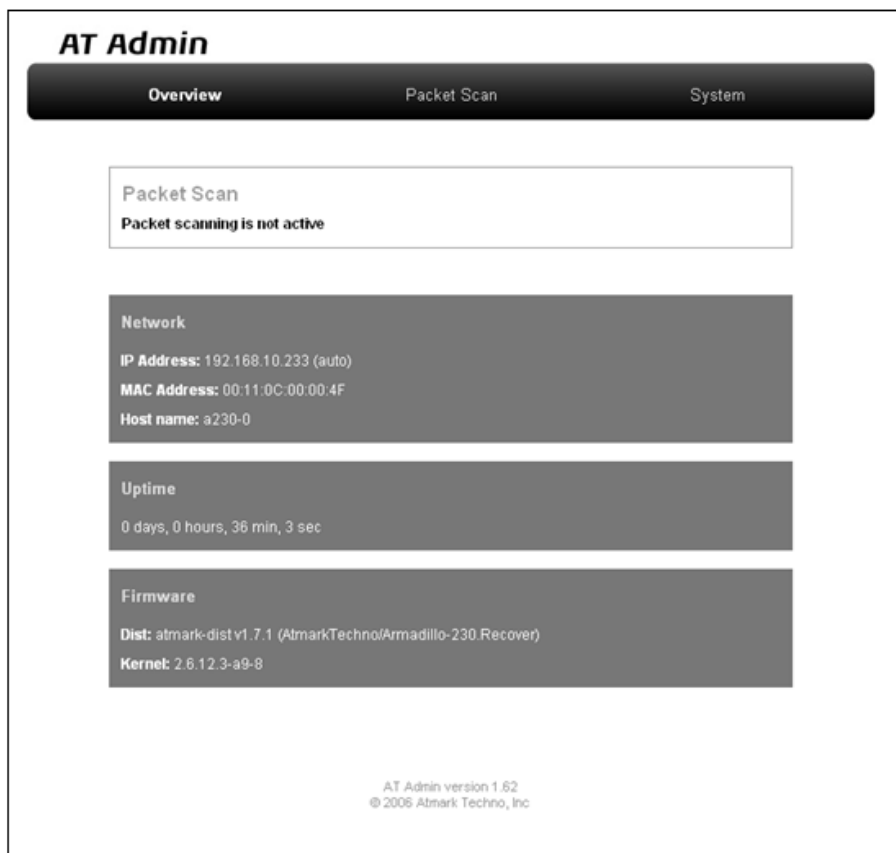 AT Admin
Overview Packet Scan System
Packet Scan
Packet scanning is not active
Network
IP Address: 192.168.10.233 (auto)
MAC Address: 00:11:0C:00:00:4F
Host name: a230-0
Uptime
0 days, 0 hours, 36 min, 3 sec
Firmware
Dist: atmark-dist v1.7.1 (AtmarkTechno/Armadillo-230.Recover)
Kernel: 2.6.12.3-a9-8
AT Admin version 1.62
© 2006 Atmark Techno, Inc